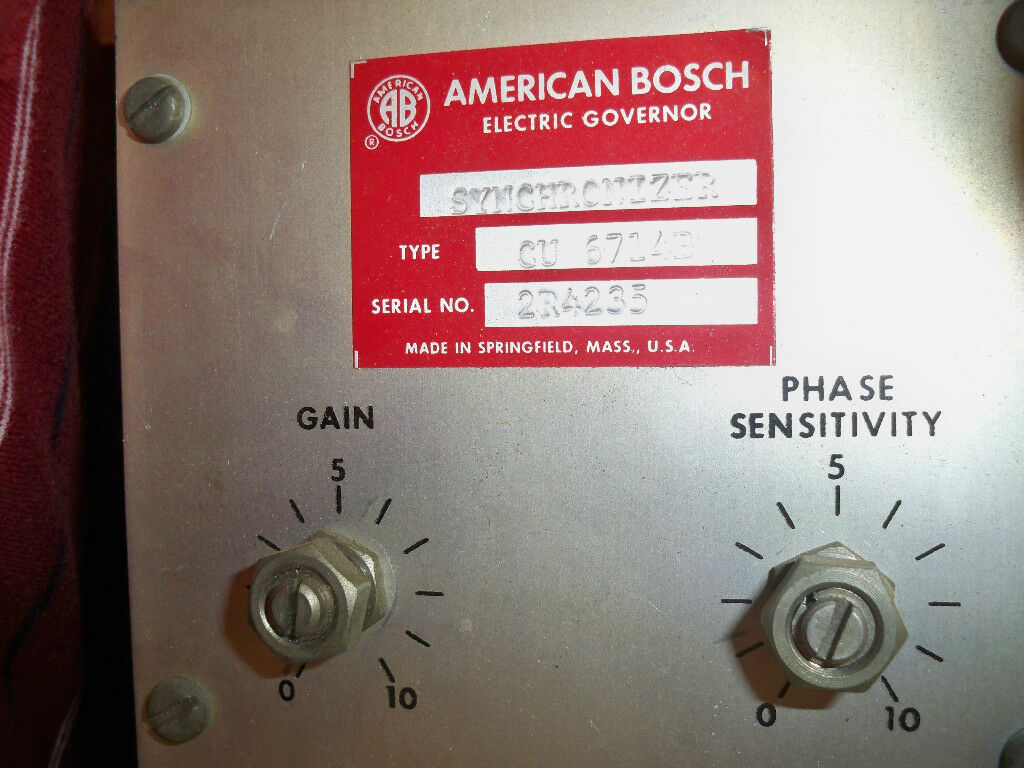 AMERICAN
AB
BOSCH
®
AMERICAN BOSCH
ELECTRIC GOVERNOR
SYNCHRONIZER
TYPE CU 6714B
SERIAL NO. 2R4235
MADE IN SPRINGFIELD, MASS., U.S.A.
GAIN
5
0 10
PHASE
SENSITIVITY
5
0 10